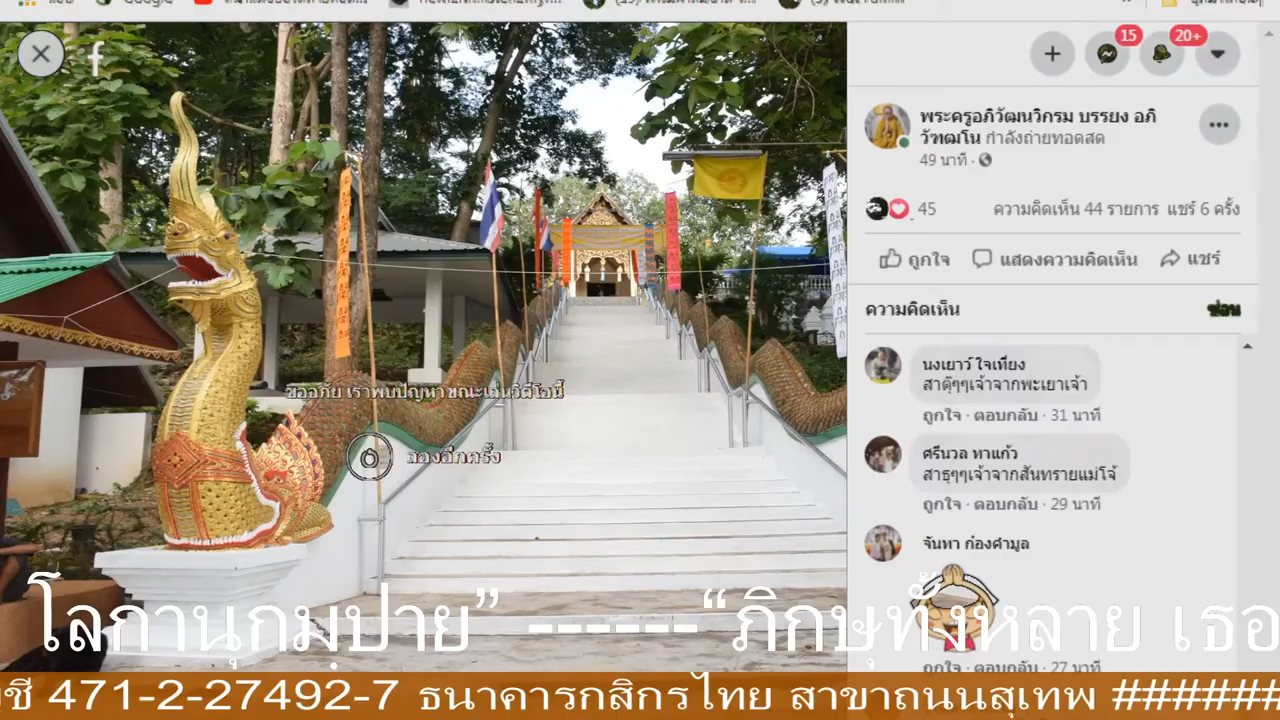 Google
15
20+
พระครูอภิวัฒนวิกรม บรรยง อภิ
วัฑฒโน กำลังถ่ายทอดสด
49 นาที
45
ความคิดเห็น 44 รายการ แชร์ 6 ครั้ง
ถูกใจ
แสดงความคิดเห็น
แชร์
ความคิดเห็น
ซ่อน
นงเยาว์ ใจเที่ยง
สาตุ๊ๆๆเจ้าจากพะเยาเจ้า
ถูกใจ · ตอบกลับ · 31 นาที
ศรีนวล ทาแก้ว
สาธุๆๆเจ้าจากสันทรายแม่โจ้
ถูกใจ · ตอบกลับ · 29 นาที
จันทา ก่องคำมูล
ถูกใจ · ตอบกลับ · 27 นาที
ขออภัย เราพบปัญหาขณะเล่นวิดีโอนี้
ลองอีกครั้ง
โลกานุกมฺปาย” ------“ภิกษุทั้งหลาย เธอ
ชี 471-2-27492-7 ธนาคารกสิกรไทย สาขาถนนสุเทพ ######